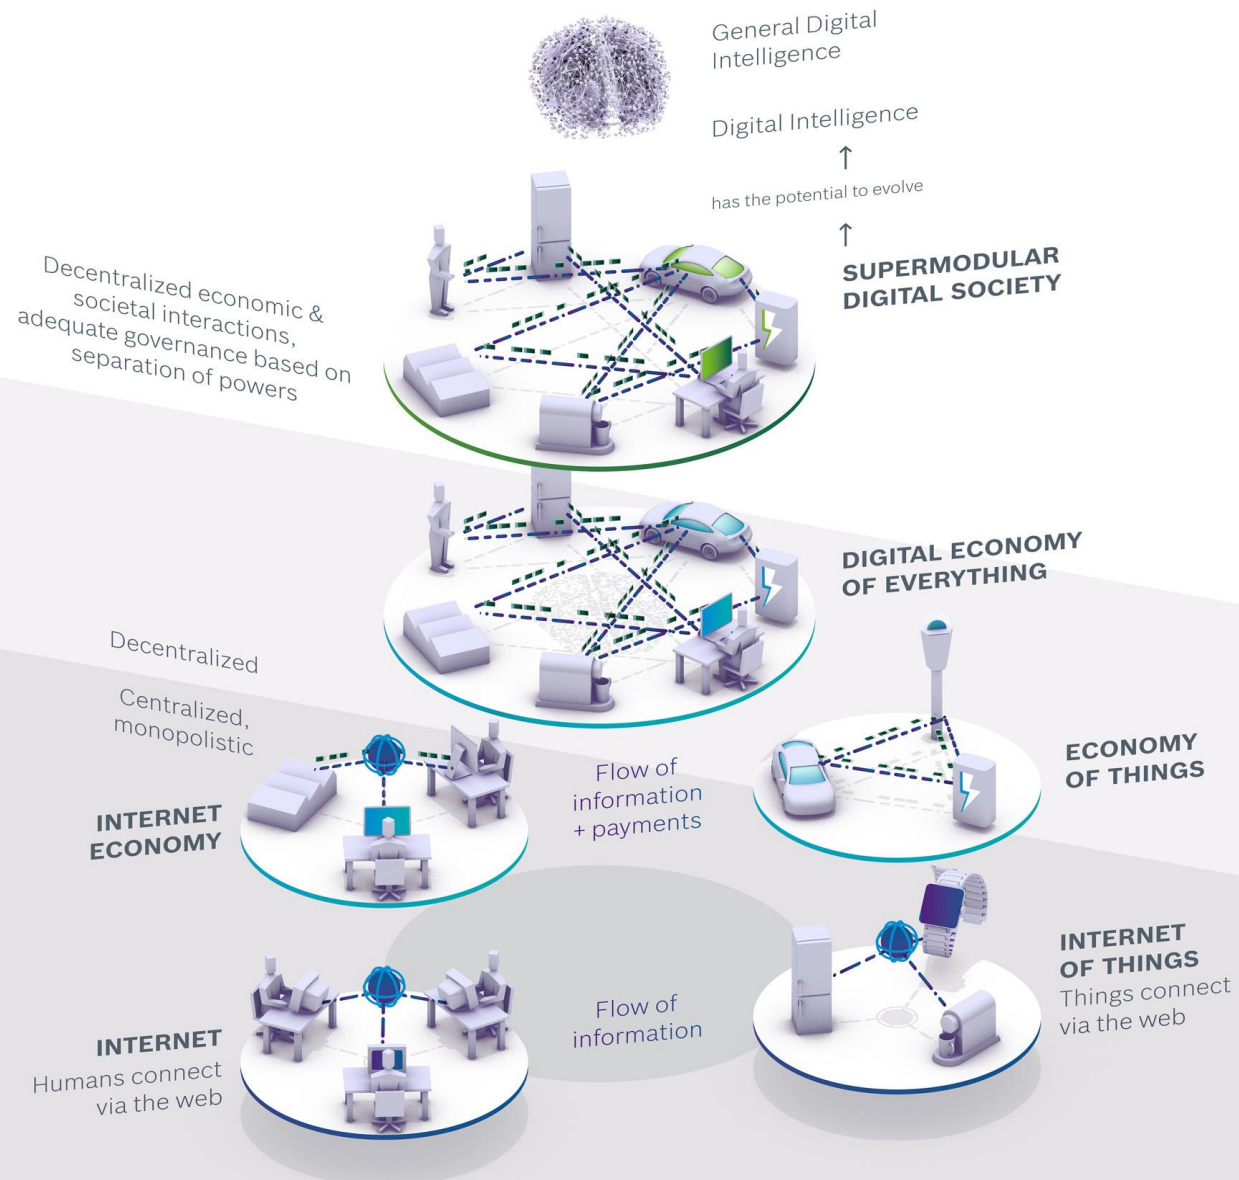 General Digital
Intelligence
Digital Intelligence
↑
has the potential to evolve
↑
SUPERMODULAR
DIGITAL SOCIETY
Decentralized economic &
societal interactions,
adequate governance based on
separation of powers
DIGITAL ECONOMY
OF EVERYTHING
Decentralized
Centralized,
monopolistic
INTERNET
ECONOMY
Flow of
information
+ payments
ECONOMY
OF THINGS
INTERNET
Humans connect
via the web
Flow of
information
INTERNET
OF THINGS
Things connect
via the web